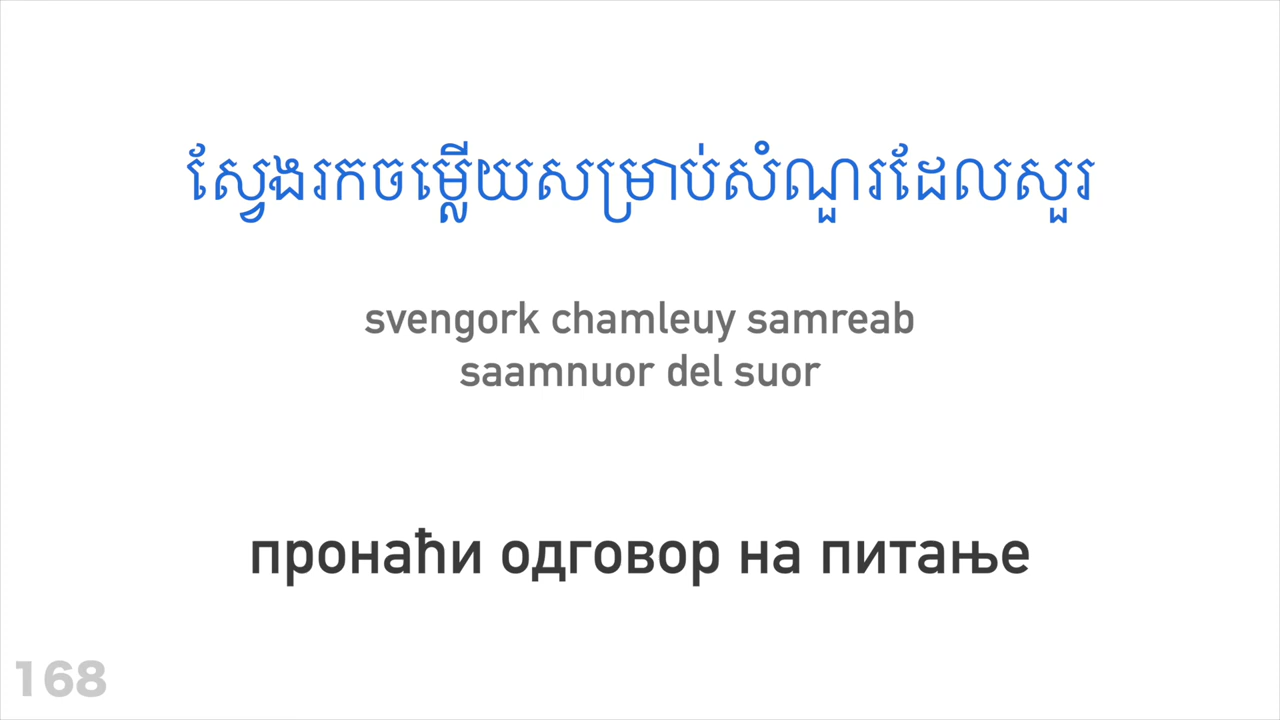 ស្វែងរកចម្លើយសម្រាប់សំណួរដែលសួរ
svengork chamleuy samreab
saamnuor del suor
пронаћи одговор на питање
168